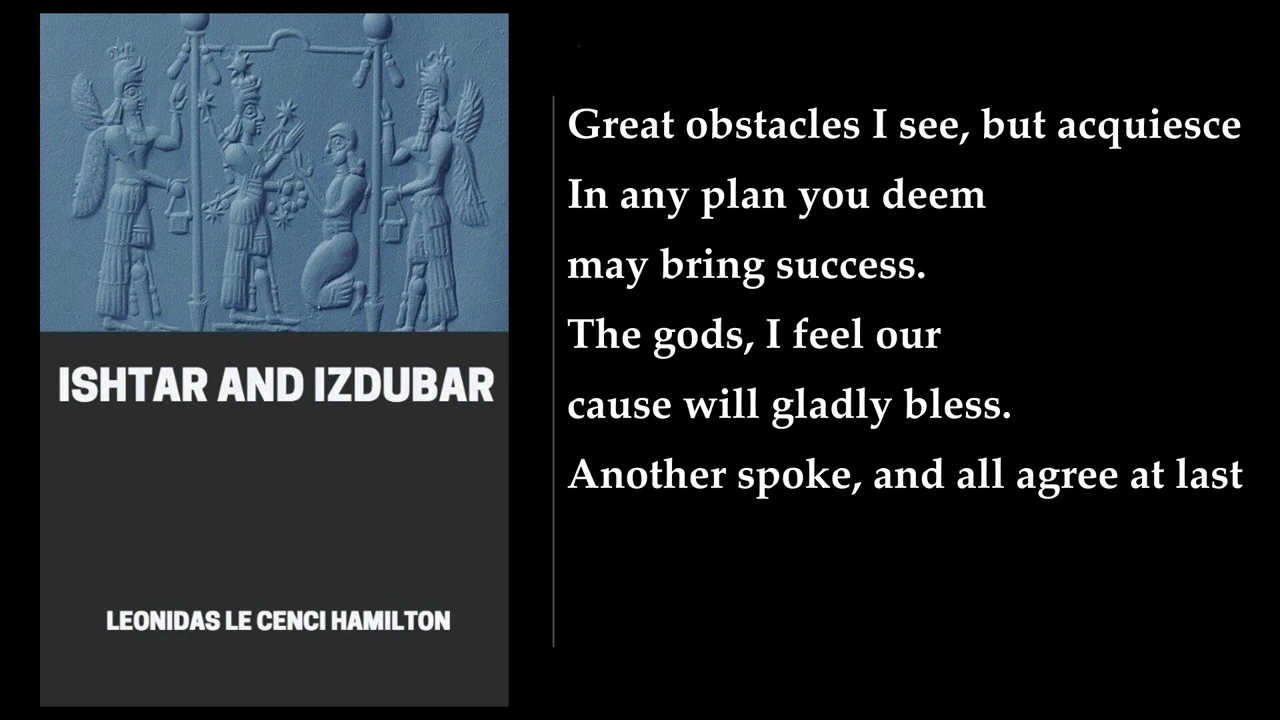 ISHTAR AND IZDUBAR
LEONIDAS LE CENCI HAMILTON
Great obstacles I see, but acquiesce
In any plan you deem
may bring success.
The gods, I feel our
cause will gladly bless.
Another spoke, and all agree at last